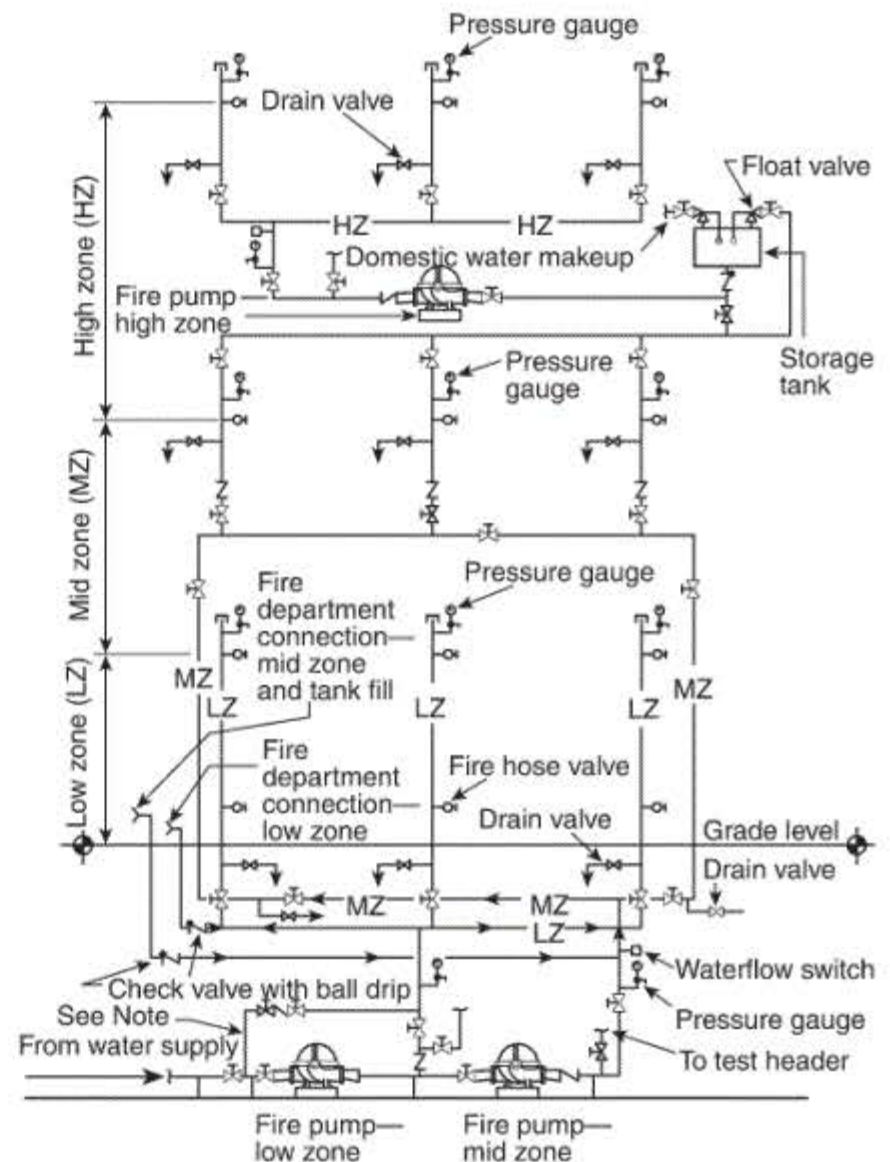 Pressure gauge
Drain valve
Float valve
HZ
HZ
High zone (HZ)
Domestic water makeup
Fire pump
high zone
Storage
tank
Pressure
gauge
Mid zone (MZ)
Fire
department
connection—
mid zone
and tank fill
Pressure gauge
MZ
LZ
LZ
LZ
MZ
Low zone (LZ)
Fire
department
connection—
low zone
Fire hose valve
Drain valve
Grade level
Drain valve
MZ
MZ
LZ
Waterflow switch
Check valve with ball drip
See Note
From water supply
Pressure gauge
To test header
Fire pump—
low zone
Fire pump—
mid zone